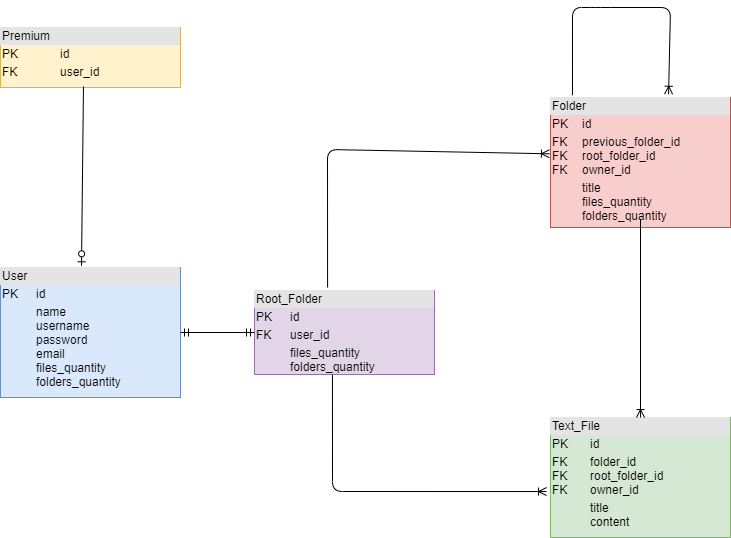 Premium
PK id
FK user_id
User
PK id
name
username
password
email
files_quantity
folders_quantity
Root_Folder
PK id
FK user_id
files_quantity
folders_quantity
Folder
PK id
FK previous_folder_id
FK root_folder_id
FK owner_id
title
files_quantity
folders_quantity
Text_File
PK id
FK folder_id
FK root_folder_id
FK owner_id
title
content